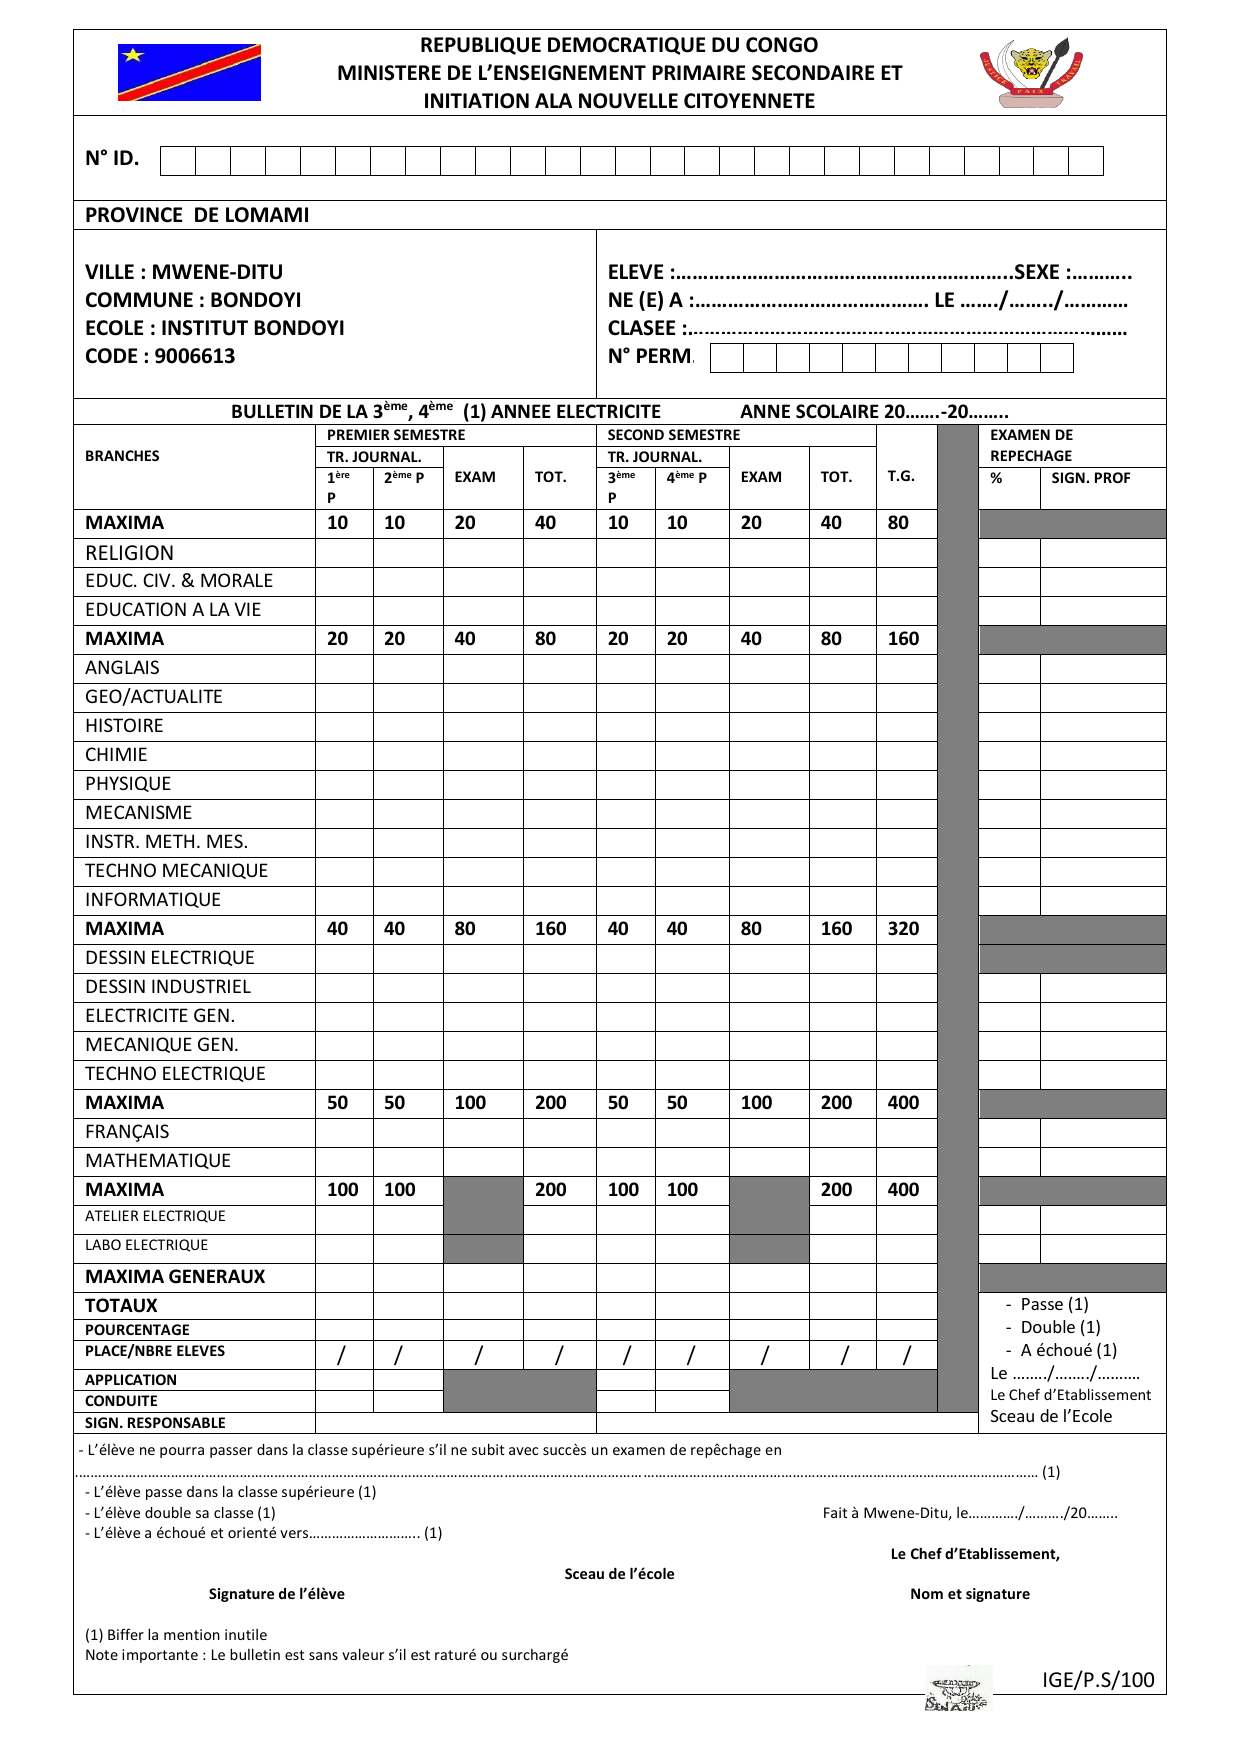 REPUBLIQUE DEMOCRATIQUE DU CONGO
MINISTERE DE L’ENSEIGNEMENT PRIMAIRE SECONDAIRE ET
INITIATION ALA NOUVELLE CITOYENNETE
JUSTICE PAIX TRAVAIL
N° ID.
PROVINCE DE LOMAMI
VILLE : MWENE-DITU
COMMUNE : BONDOYI
ECOLE : INSTITUT BONDOYI
CODE : 9006613
ELEVE :……………………………………………………..SEXE :………..
NE (E) A :……………………………………. LE ……./……../…………
CLASEE :………………………………………………………………………
N° PERM.
BULLETIN DE LA 3ème, 4ème (1) ANNEE ELECTRICITE ANNE SCOLAIRE 20…….-20……..
BRANCHES PREMIER SEMESTRE SECOND SEMESTRE T.G. EXAMEN DE REPECHAGE
TR. JOURNAL. EXAM TOT. TR. JOURNAL. EXAM TOT.
1ère P 2ème P 3ème P 4ème P % SIGN. PROF
MAXIMA 10 10 20 40 10 10 20 40 80
RELIGION
EDUC. CIV. & MORALE
EDUCATION A LA VIE
MAXIMA 20 20 40 80 20 20 40 80 160
ANGLAIS
GEO/ACTUALITE
HISTOIRE
CHIMIE
PHYSIQUE
MECANISME
INSTR. METH. MES.
TECHNO MECANIQUE
INFORMATIQUE
MAXIMA 40 40 80 160 40 40 80 160 320
DESSIN ELECTRIQUE
DESSIN INDUSTRIEL
ELECTRICITE GEN.
MECANIQUE GEN.
TECHNO ELECTRIQUE
MAXIMA 50 50 100 200 50 50 100 200 400
FRANÇAIS
MATHEMATIQUE
MAXIMA 100 100 200 100 100 200 400
ATELIER ELECTRIQUE
LABO ELECTRIQUE
MAXIMA GENERAUX
TOTAUX
POURCENTAGE
PLACE/NBRE ELEVES / / / / / / / / /
APPLICATION
CONDUITE
SIGN. RESPONSABLE
- Passe (1)
- Double (1)
- A échoué (1)
Le ……../……../……….
Le Chef d’Etablissement
Sceau de l’Ecole
- L’élève ne pourra passer dans la classe supérieure s’il ne subit avec succès un examen de repêchage en
………………………………………………………………………………………………………………………………………………………… (1)
- L’élève passe dans la classe supérieure (1)
- L’élève double sa classe (1) Fait à Mwene-Ditu, le…………./………./20……..
- L’élève a échoué et orienté vers…………………….. (1)
Le Chef d’Etablissement,
Sceau de l’école
Signature de l’élève Nom et signature
(1) Biffer la mention inutile
Note importante : Le bulletin est sans valeur s’il est raturé ou surchargé
IGE/P.S/100